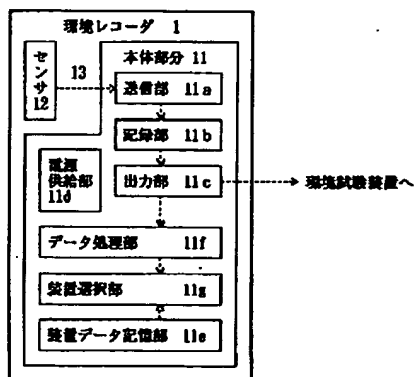 環境レコーダ 1
センサ 12
13
本体部分 11
送信部 11a
記録部 11b
電源供給部 11d
出力部 11c
環境試験装置へ
データ処理部 11f
装置選択部 11g
装置データ記憶部 11e